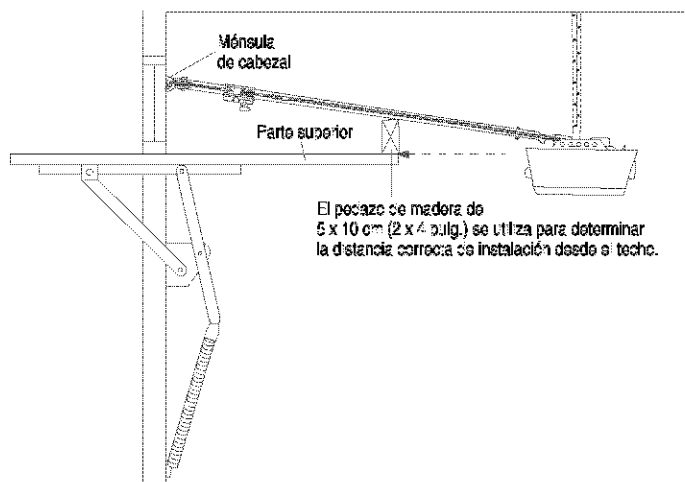 Ménsula
de cabezal
Parte superior
El pedazo de madera de
5 x 10 cm (2 x 4 pulg.) se utiliza para determinar
la distancia correcta de instalación desde el techo.